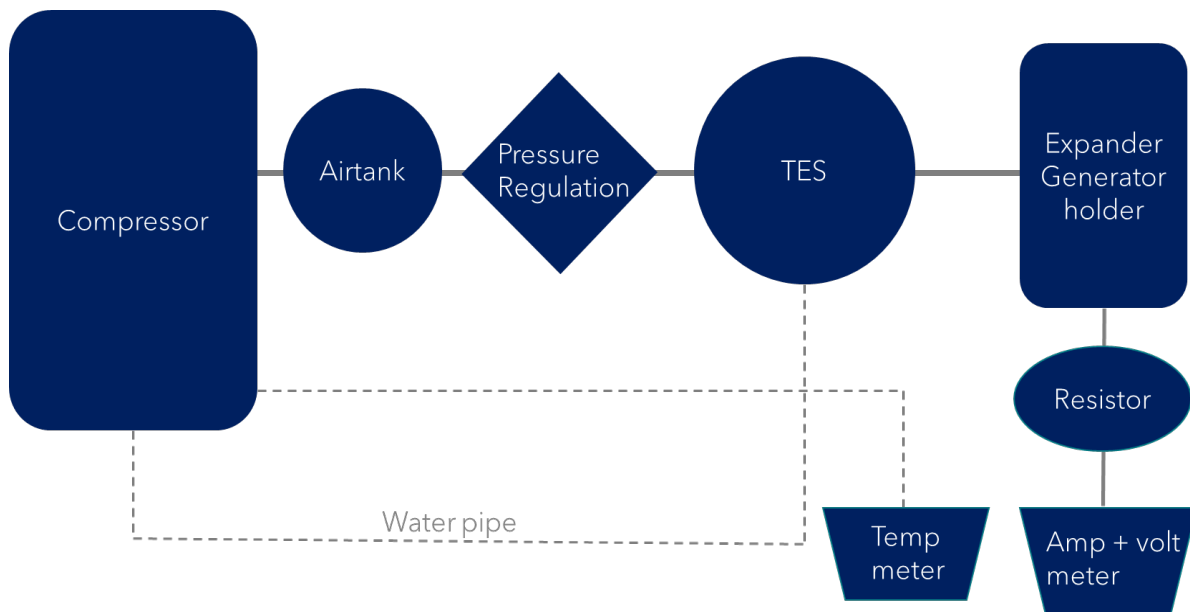 Compressor
Airtank
Pressure
Regulation
TES
Expander
Generator
holder
Resistor
Water pipe
Temp
meter
Amp + volt
meter